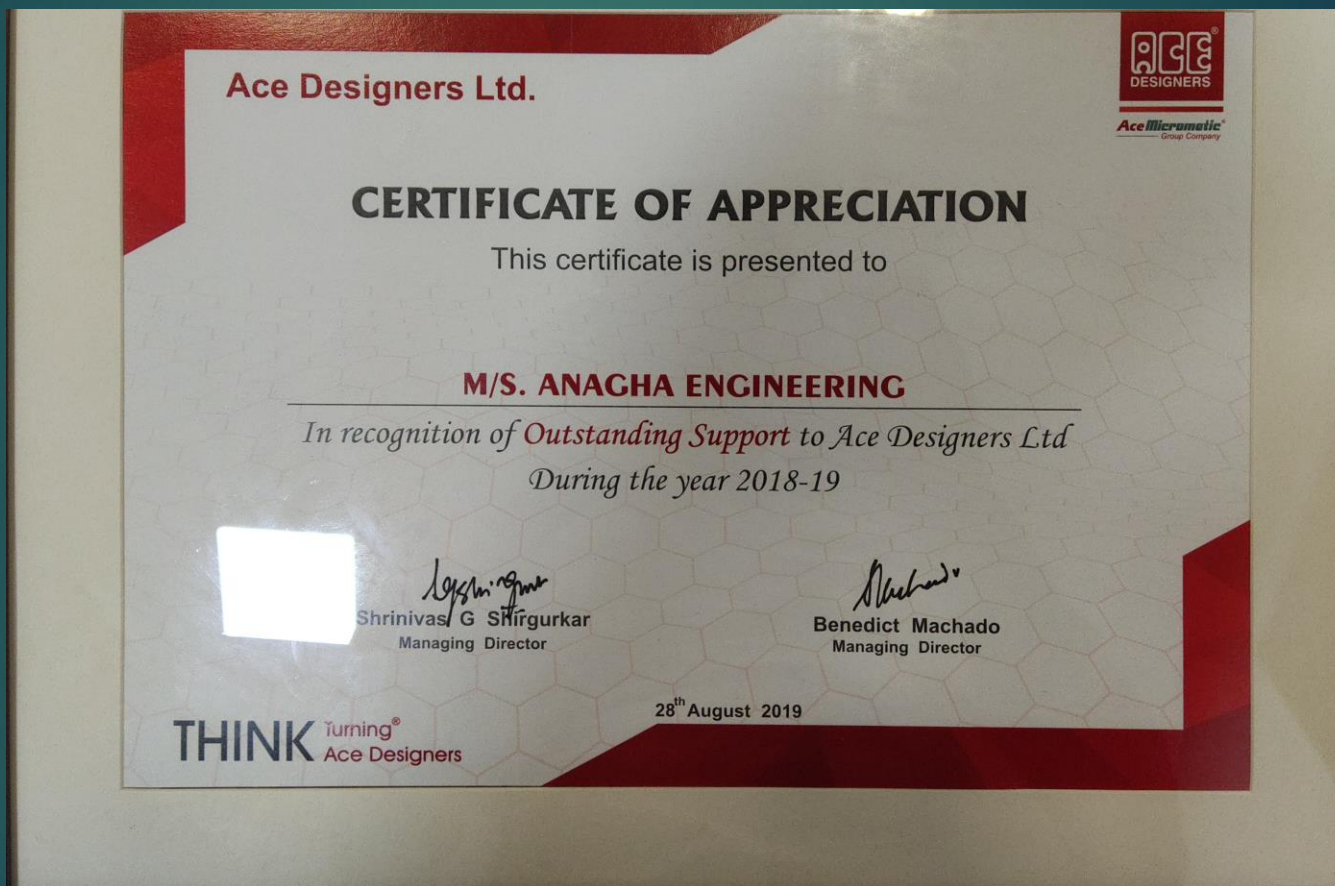 Ace Designers Ltd.
ACE
DESIGNERS
AceMicromatic®
Group Company
CERTIFICATE OF APPRECIATION
This certificate is presented to
M/S. ANAGHA ENGINEERING
In recognition of Outstanding Support to Ace Designers Ltd
During the year 2018-19
Shrinivas G Shirgurkar
Managing Director
Benedict Machado
Managing Director
28th August 2019
THINK Turning®
Ace Designers